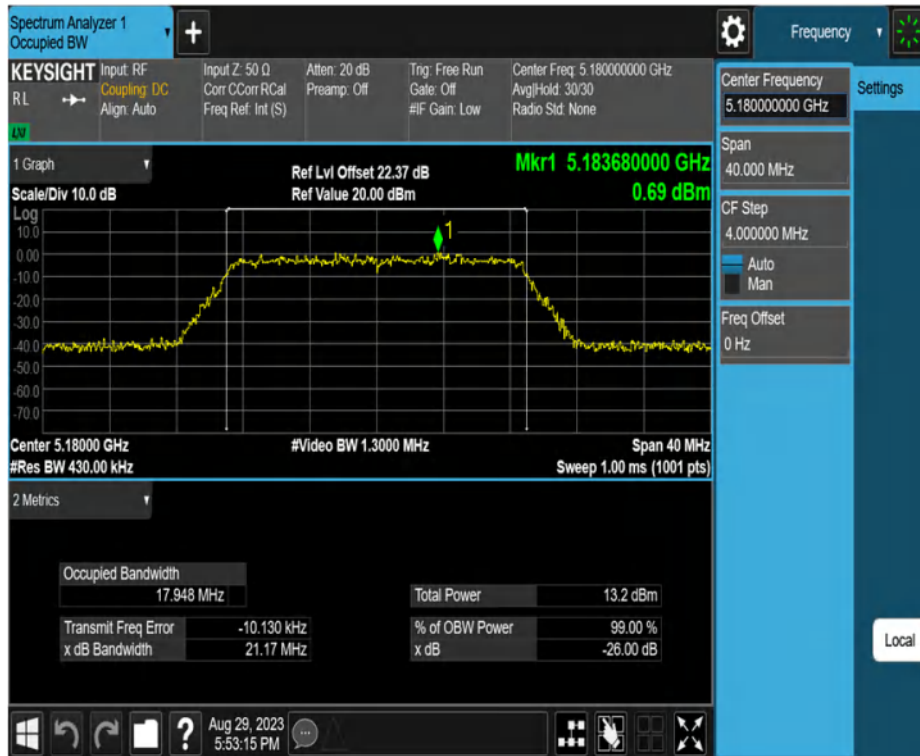 Spectrum Analyzer 1
Occupied BW
Frequency
KEYSIGHT
RL
LXI
Input: RF
Coupling: DC
Align: Auto
Input Z: 50 Ω
Corr CCorr RCal
Freq Ref: Int (S)
Atten: 20 dB
Preamp: Off
Trig: Free Run
Gate: Off
#IF Gain: Low
Center Freq: 5.180000000 GHz
Avg|Hold: 30/30
Radio Std: None
Center Frequency
5.180000000 GHz
Settings
Span
40.000 MHz
CF Step
4.000000 MHz
Auto
Man
Freq Offset
0 Hz
Local
1 Graph
Scale/Div 10.0 dB
Ref Lvl Offset 22.37 dB
Ref Value 20.00 dBm
Mkr1 5.183680000 GHz
0.69 dBm
Log
10.0
0.00
-10.0
-20.0
-30.0
-40.0
-50.0
-60.0
-70.0
1
Center 5.18000 GHz
#Video BW 1.3000 MHz
Span 40 MHz
#Res BW 430.00 kHz
Sweep 1.00 ms (1001 pts)
2 Metrics
Occupied Bandwidth
17.948 MHz
Total Power 13.2 dBm
Transmit Freq Error -10.130 kHz
% of OBW Power 99.00 %
x dB Bandwidth 21.17 MHz
x dB -26.00 dB
Aug 29, 2023
5:53:15 PM